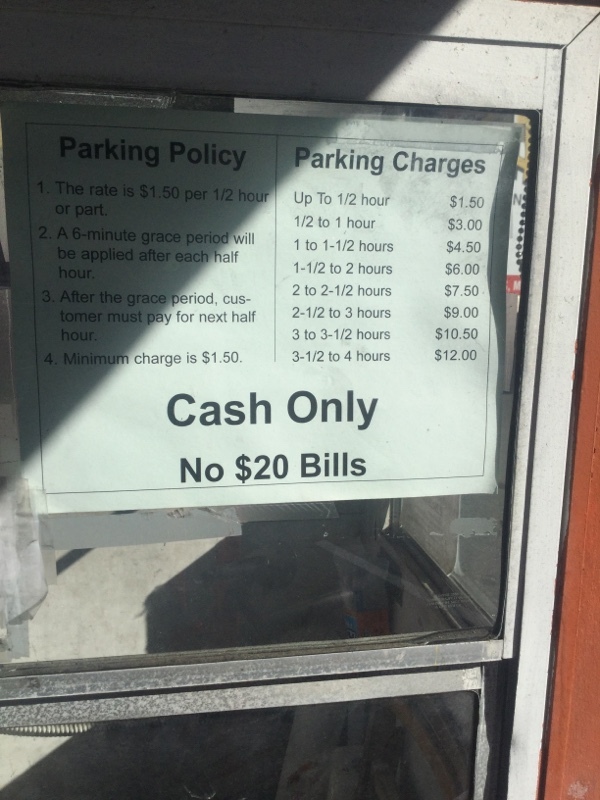 Parking Policy
1. The rate is $1.50 per 1/2 hour
or part.
2. A 6-minute grace period will
be applied after each half
hour.
3. After the grace period, cus-
tomer must pay for next half
hour.
4. Minimum charge is $1.50.
Parking Charges
Up To 1/2 hour $1.50
1/2 to 1 hour $3.00
1 to 1-1/2 hours $4.50
1-1/2 to 2 hours $6.00
2 to 2-1/2 hours $7.50
2-1/2 to 3 hours $9.00
3 to 3-1/2 hours $10.50
3-1/2 to 4 hours $12.00
Cash Only
No $20 Bills